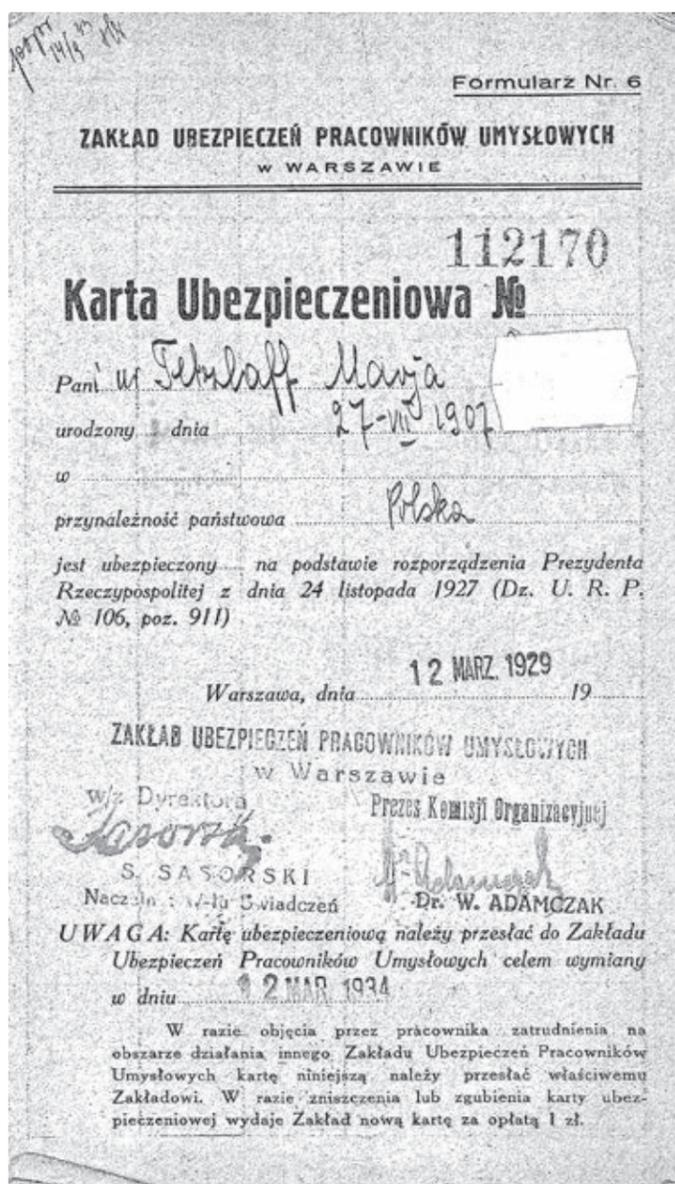 Formularz Nr. 6
ZAKŁAD UBEZPIECZEŃ PRACOWNIKÓW UMYSŁOWYCH
w WARSZAWIE
112170
Karta Ubezpieczeniowa №
Pani Tetzlaff Marja
urodzony dnia 27-VII 1907
w
przynależność państwowa Polska
jest ubezpieczony na podstawie rozporządzenia Prezydenta
Rzeczypospolitej z dnia 24 listopada 1927 (Dz. U. R. P.
№ 106, poz. 911)
Warszawa, dnia 12 MARZ. 1929 19
ZAKŁAD UBEZPIECZEŃ PRACOWNIKÓW UMYSŁOWYCH
w Warszawie
w/z Dyrektora
Prezes Komisji Organizacyjnej
S. SASORSKI
Dr. W. ADAMCZAK
UWAGA: Kartę ubezpieczeniową należy przesłać do Zakładu
Ubezpieczeń Pracowników Umysłowych celem wymiany
w dniu 12 MAR. 1934
W razie objęcia przez pracownika zatrudnienia na
obszarze działania innego Zakładu Ubezpieczeń Pracowników
Umysłowych kartę niniejszą należy przesłać właściwemu
Zakładowi. W razie zniszczenia lub zgubienia karty ubez-
pieczeniowej wydaje Zakład nową kartę za opłatą 1 zł.